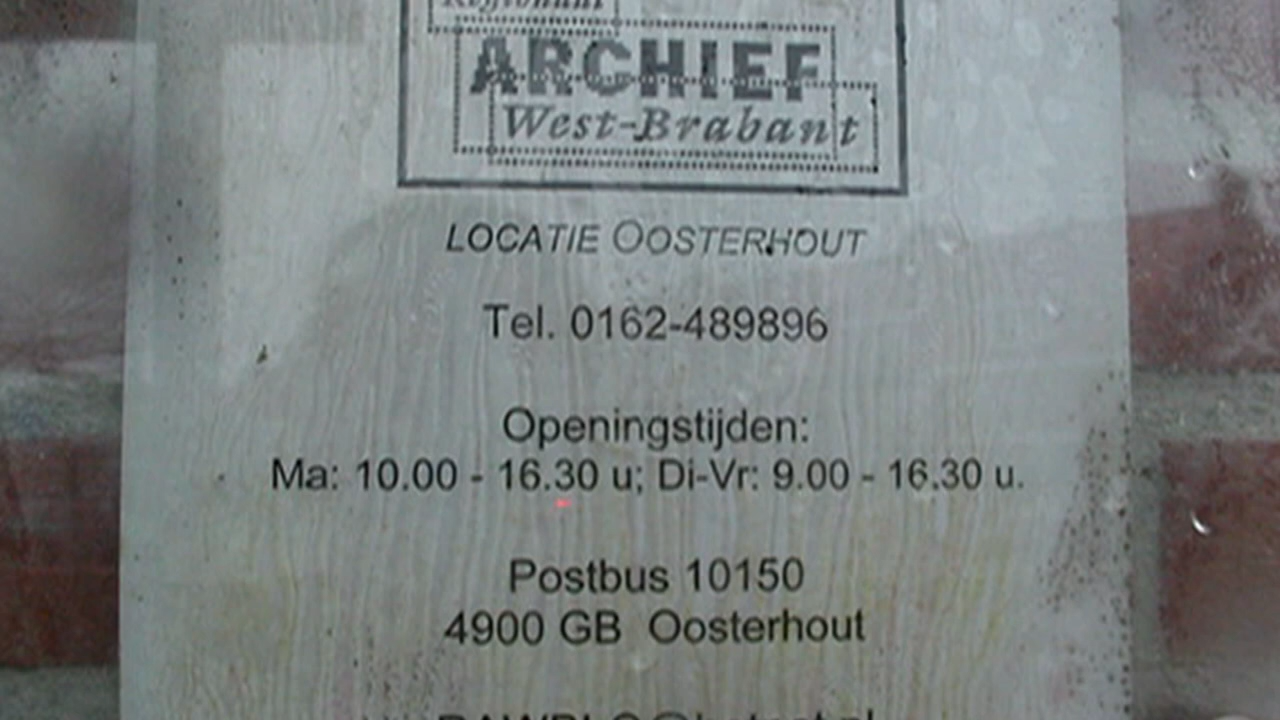 Regionaal
ARCHIEF
West-Brabant
LOCATIE OOSTERHOUT
Tel. 0162-489896
Openingstijden:
Ma: 10.00 - 16.30 u; Di-Vr: 9.00 - 16.30 u.
Postbus 10150
4900 GB Oosterhout